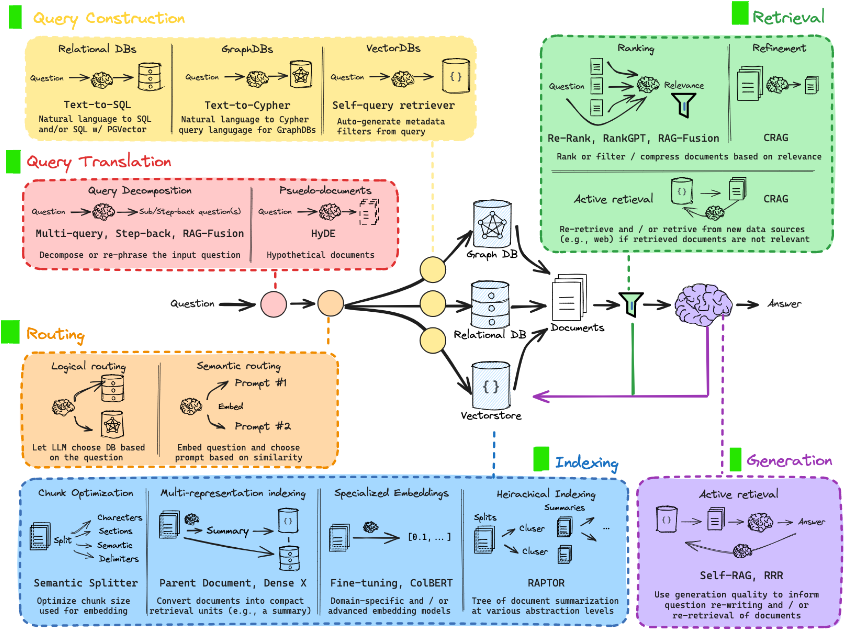 Query Construction
Relational DBs
Question
Text-to-SQL
Natural language to SQL
and/or SQL w/ PGVector
GraphDBs
Question
Text-to-Cypher
Natural language to Cypher
query langugage for GraphDBs
VectorDBs
Question
{ }
Self-query retriever
Auto-generate metadata
filters from query
Retrieval
Ranking
Question
Relevance
Re-Rank, RankGPT, RAG-Fusion
Refinement
CRAG
Rank or filter / compress documents based on relevance
Active retrieval
{ }
CRAG
Re-retrieve and / or retrive from new data sources
(e.g., web) if retrieved documents are not relevant
Query Translation
Query Decomposition
Question
Sub/Step-back question(s)
Multi-query, Step-back, RAG-Fusion
Decompose or re-phrase the input question
Psuedo-documents
Question
HyDE
Hypothetical documents
Question
Graph DB
Relational DB
{ }
Vectorstore
Documents
Answer
Routing
Logical routing
Let LLM choose DB based
on the question
Semantic routing
Prompt #1
Embed
Prompt #2
Embed question and choose
prompt based on similarity
Indexing
Chunk Optimization
Split
Charecters
Sections
Semantic
Delimiters
Semantic Splitter
Optimize chunk size
used for embedding
Multi-representation indexing
Summary
{ }
Parent Document, Dense X
Convert documents into compact
retrieval units (e.g., a summary)
Specialized Embeddings
[0.1, ...]
Fine-tuning, ColBERT
Domain-specific and / or
advanced embedding models
Heirachical Indexing
Summaries
Splits
Cluser
...
Cluser
RAPTOR
Tree of document summarization
at various abstraction levels
Generation
Active retrieval
{ }
Answer
Self-RAG, RRR
Use generation quality to inform
question re-writing and / or
re-retrieval of documents